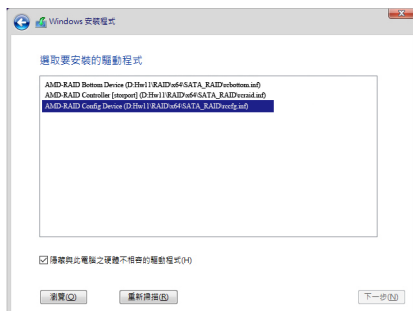 Windows 安裝程式
選取要安裝的驅動程式
AMD-RAID Bottom Device (D:\Hw11\RAID\x64\SATA_RAID\rcbottom.inf)
AMD-RAID Controller [storport] (D:\Hw11\RAID\x64\SATA_RAID\rcraid.inf)
AMD-RAID Config Device (D:\Hw11\RAID\x64\SATA_RAID\rccfg.inf)
隱藏與此電腦之硬體不相容的驅動程式(H)
瀏覽(O) 重新掃描(R) 下一步(N)